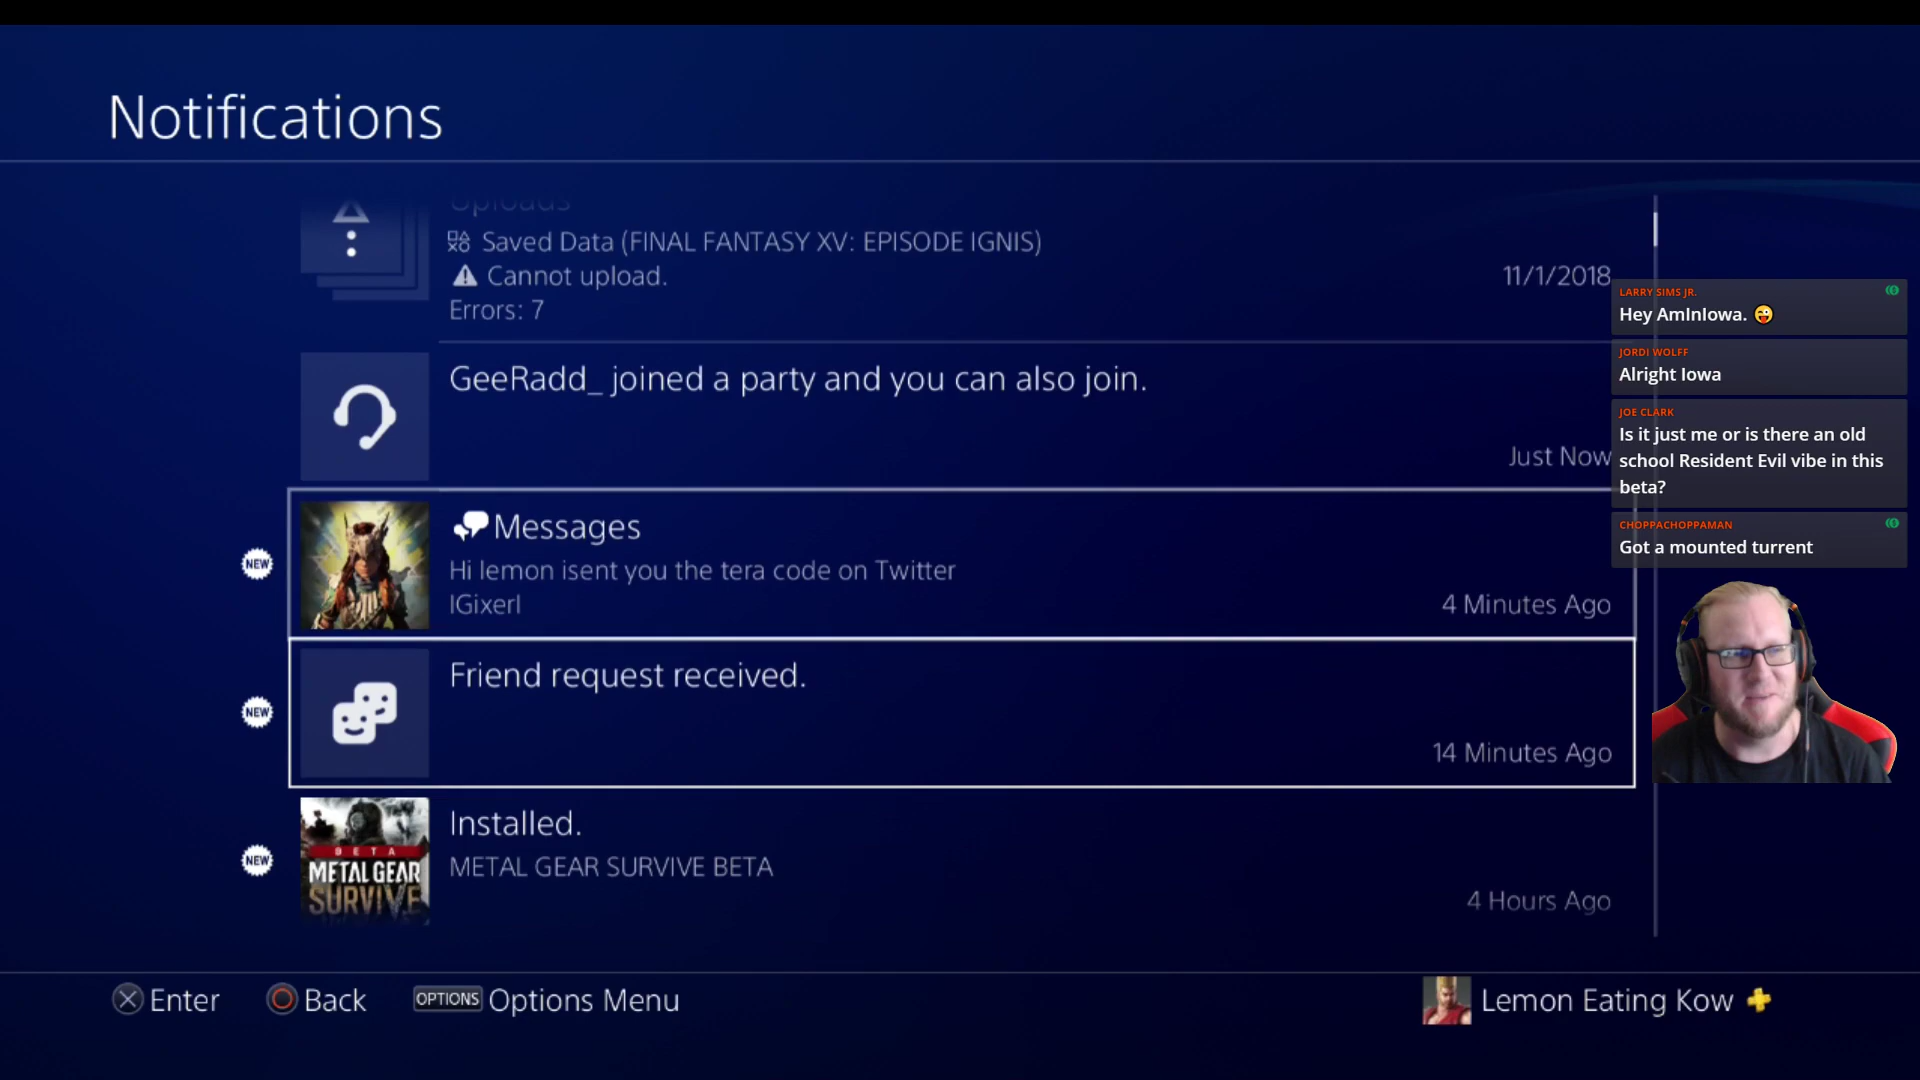 Notifications
Uploads
Saved Data (FINAL FANTASY XV: EPISODE IGNIS)
Cannot upload.
Errors: 7
11/1/2018
GeeRadd_ joined a party and you can also join.
Just Now
NEW
Messages
Hi lemon isent you the tera code on Twitter
IGixerI
4 Minutes Ago
NEW
Friend request received.
14 Minutes Ago
NEW
BETA
METAL GEAR
SURVIVE
Installed.
METAL GEAR SURVIVE BETA
4 Hours Ago
LARRY SIMS JR.
Hey AmInIowa. 😜
JORDI WOLFF
Alright Iowa
JOE CLARK
Is it just me or is there an old
school Resident Evil vibe in this
beta?
CHOPPACHOPPAMAN
Got a mounted turrent
Enter
Back
OPTIONS Options Menu
Lemon Eating Kow